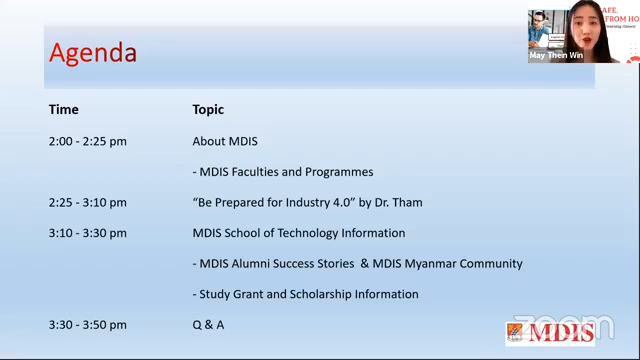 Agenda
SAFE.
FROM HO
May Then Win
Time Topic
2:00 - 2:25 pm About MDIS
- MDIS Faculties and Programmes
2:25 - 3:10 pm “Be Prepared for Industry 4.0” by Dr. Tham
3:10 - 3:30 pm MDIS School of Technology Information
- MDIS Alumni Success Stories & MDIS Myanmar Community
- Study Grant and Scholarship Information
3:30 - 3:50 pm Q & A
zoom
MDIS